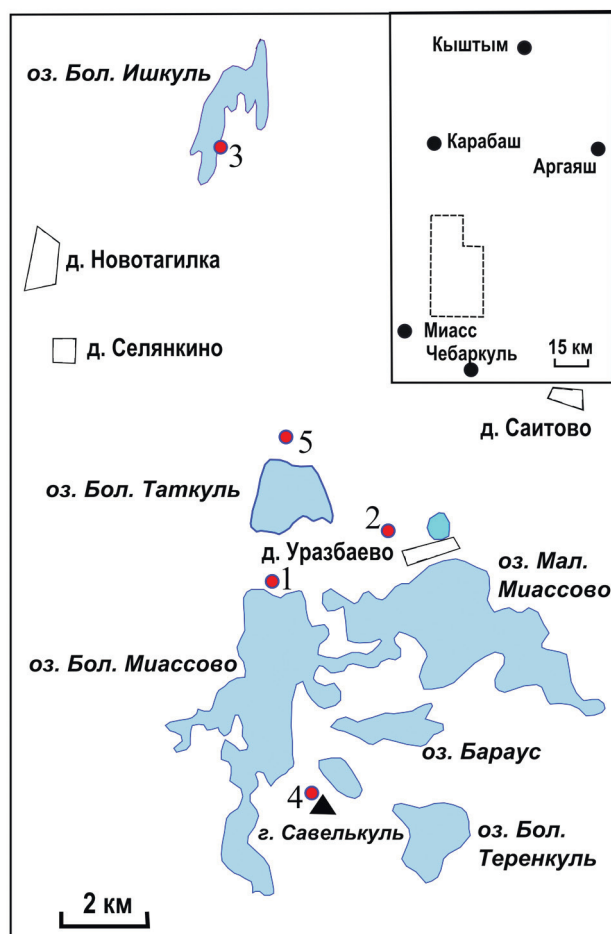 оз. Бол. Ишкуль
3
д. Новотагилка
д. Селянкино
Кыштым
Карабаш
Аргаяш
Миасс
Чебаркуль
15 км
д. Саитово
5
оз. Бол. Таткуль
2
д. Уразбаево
оз. Мал.
Миассово
1
оз. Бол. Миассово
оз. Бараус
4
г. Савелькуль
оз. Бол.
Теренкуль
2 км